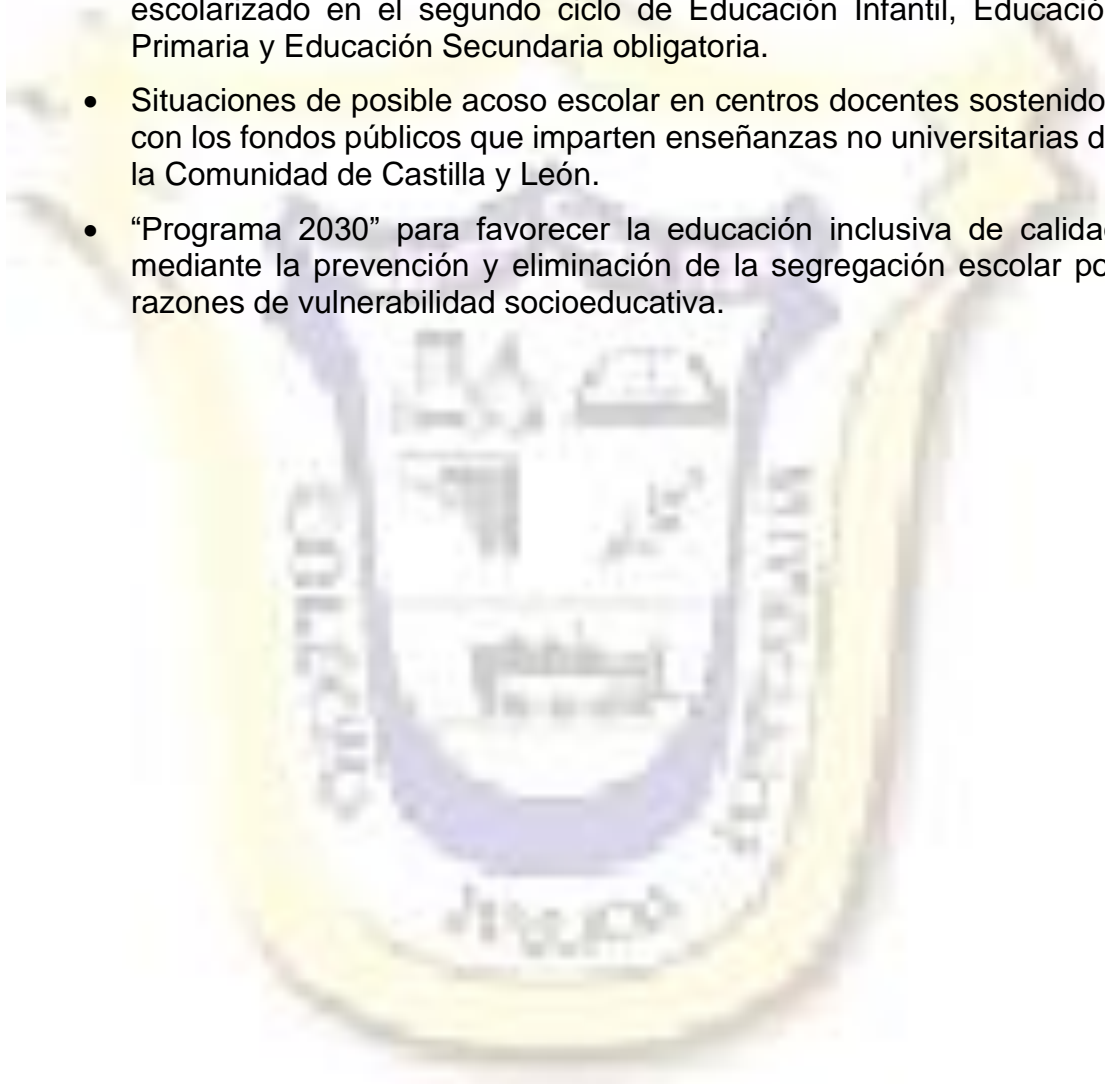 escolarizado en el segundo ciclo de Educación Infantil, Educació
Primaria y Educación Secundaria obligatoria.
• Situaciones de posible acoso escolar en centros docentes sostenido
con los fondos públicos que imparten enseñanzas no universitarias d
la Comunidad de Castilla y León.
• “Programa 2030” para favorecer la educación inclusiva de calida
mediante la prevención y eliminación de la segregación escolar po
razones de vulnerabilidad socioeducativa.
COLEGIO